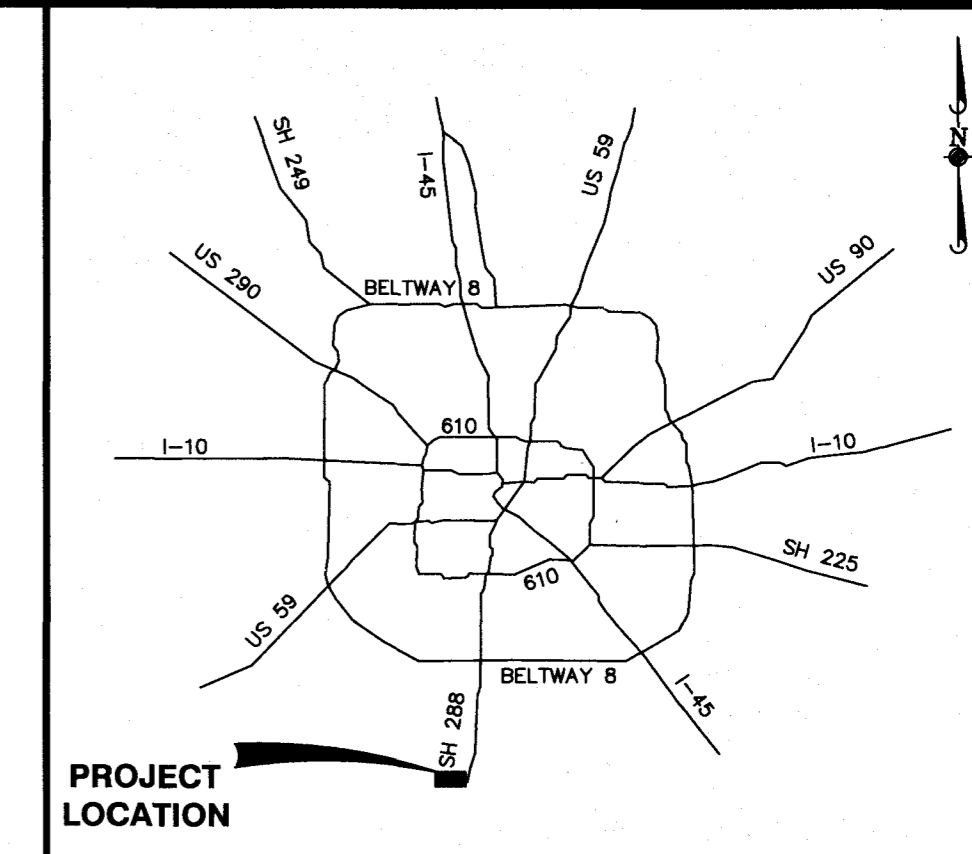 SH 249
I-45
US 59
N
US 290
US 90
BELTWAY 8
610
I-10
I-10
SH 225
610
US 59
BELTWAY 8
I-45
SH 288
PROJECT
LOCATION